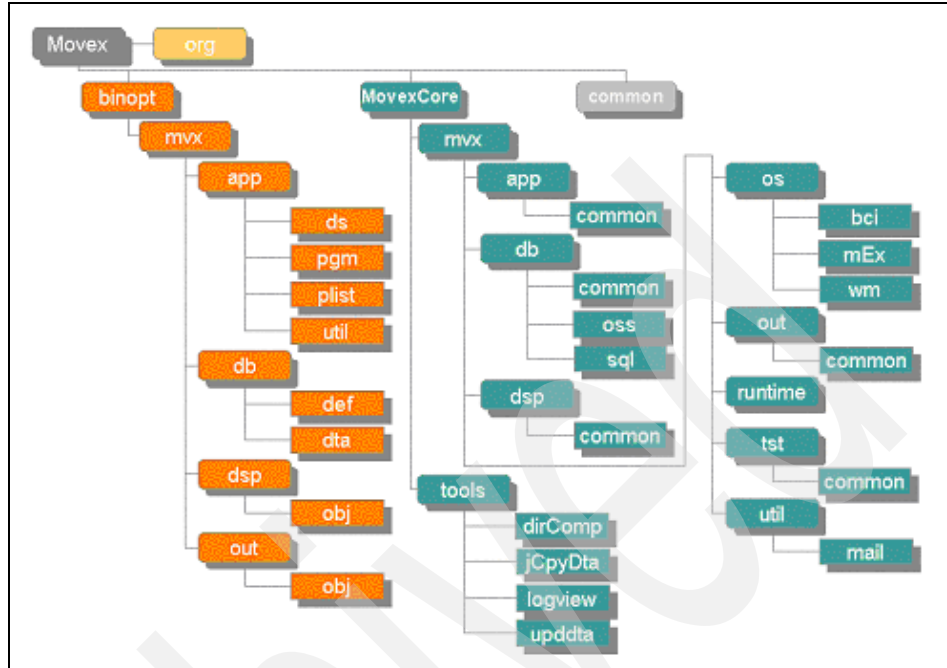 Movex
org
binopt
mvx
app
ds
pgm
plist
util
db
def
dta
dsp
obj
out
obj
MovexCore
mvx
app
common
db
common
oss
sql
dsp
common
tools
dirComp
jCpyDta
logview
upddta
common
os
bci
mEx
wm
out
common
runtime
tst
common
util
mail